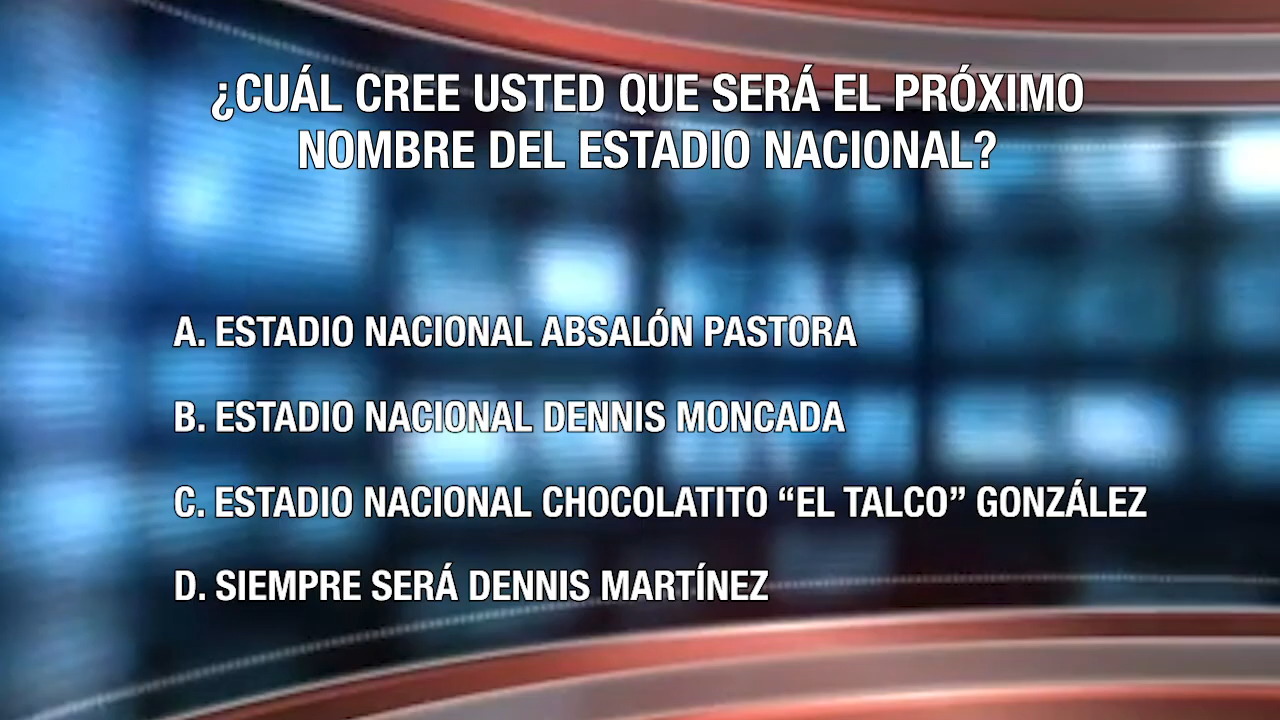 ¿CUÁL CREE USTED QUE SERÁ EL PRÓXIMO
NOMBRE DEL ESTADIO NACIONAL?
A. ESTADIO NACIONAL ABSALÓN PASTORA
B. ESTADIO NACIONAL DENNIS MONCADA
C. ESTADIO NACIONAL CHOCOLATITO “EL TALCO” GONZÁLEZ
D. SIEMPRE SERÁ DENNIS MARTÍNEZ